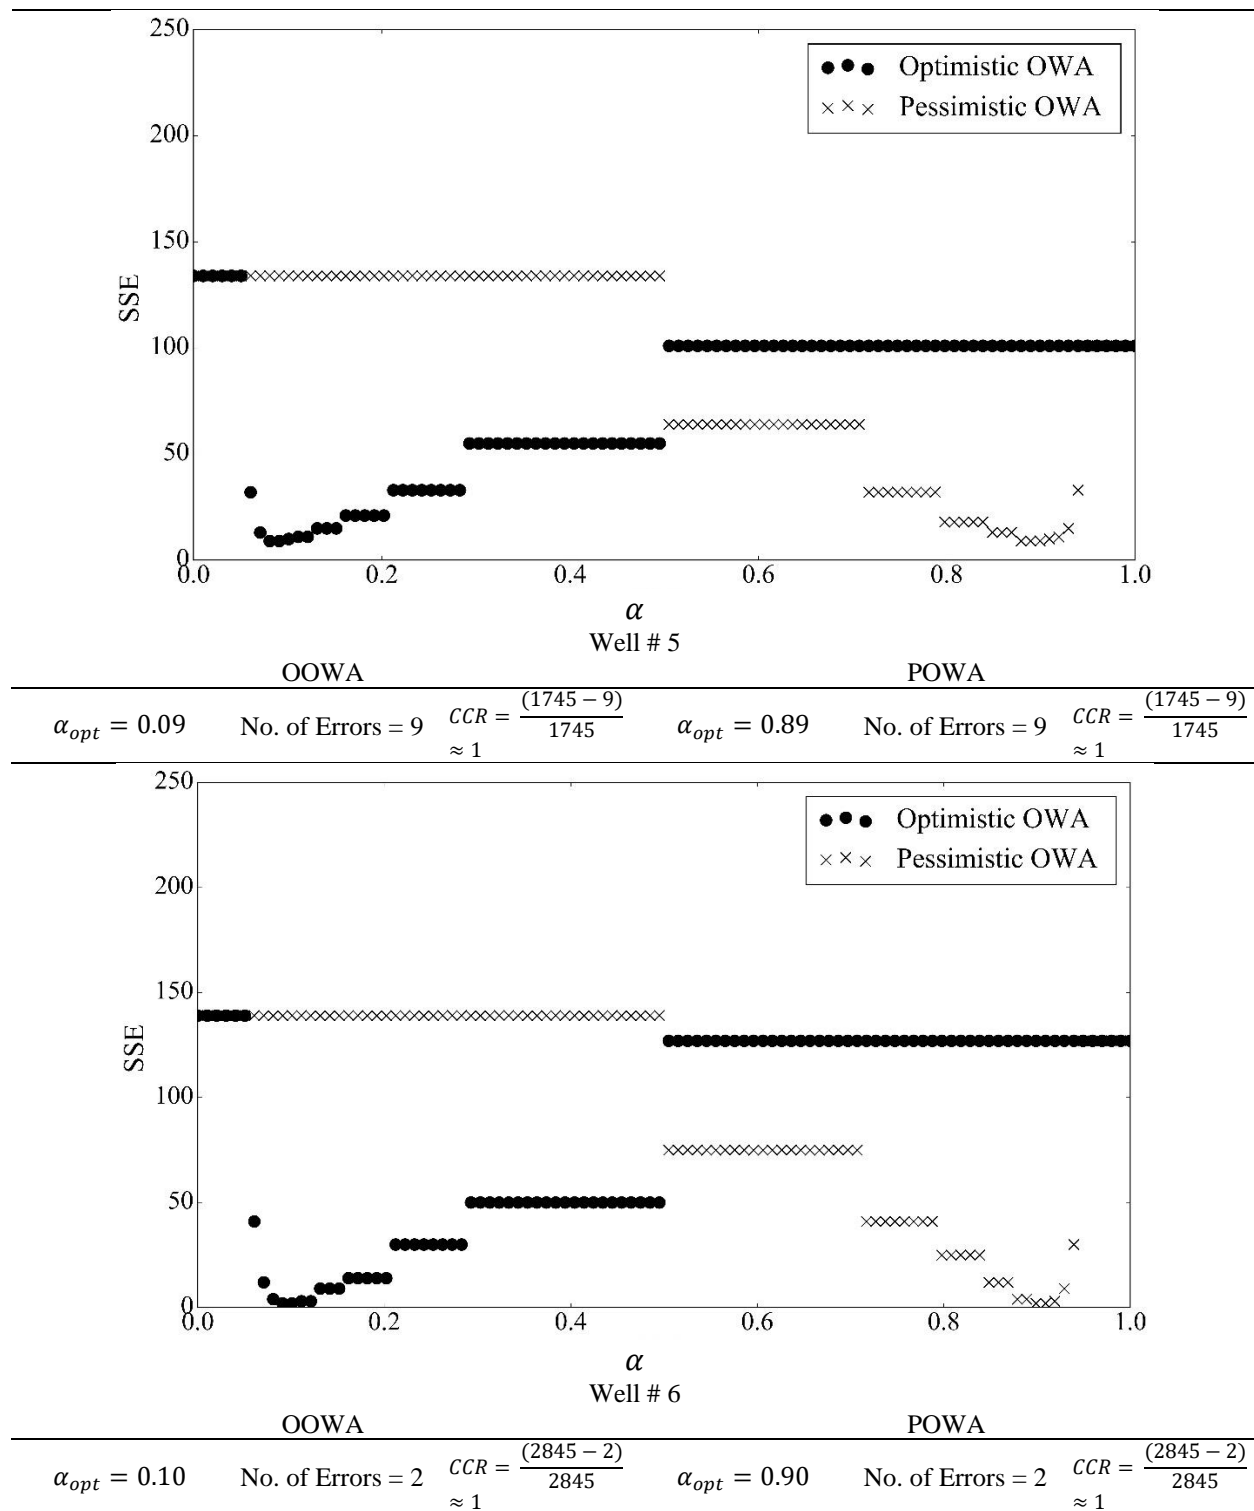 250
200
150
100
50
0
SSE
Optimistic OWA
Pessimistic OWA
0.0 0.2 0.4 0.6 0.8 1.0
α
Well # 5
OOWA POWA
α_opt = 0.09 No. of Errors = 9 CCR = (1745 − 9) / 1745 ≈ 1 α_opt = 0.89 No. of Errors = 9 CCR = (1745 − 9) / 1745 ≈ 1
250
200
150
100
50
0
SSE
Optimistic OWA
Pessimistic OWA
0.0 0.2 0.4 0.6 0.8 1.0
α
Well # 6
OOWA POWA
α_opt = 0.10 No. of Errors = 2 CCR = (2845 − 2) / 2845 ≈ 1 α_opt = 0.90 No. of Errors = 2 CCR = (2845 − 2) / 2845 ≈ 1